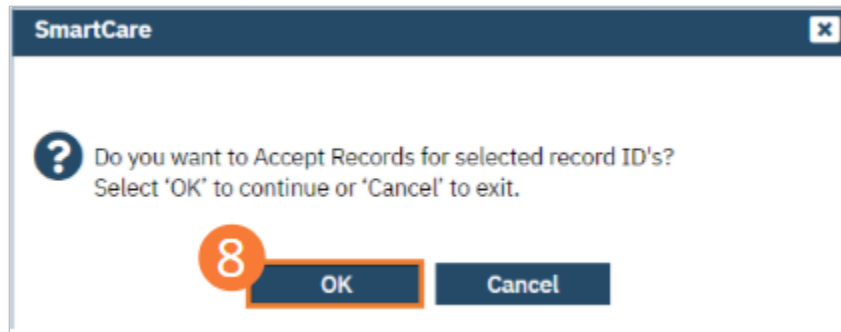 SmartCare
Do you want to Accept Records for selected record ID's?
Select ‘OK’ to continue or ‘Cancel’ to exit.
8
OK
Cancel